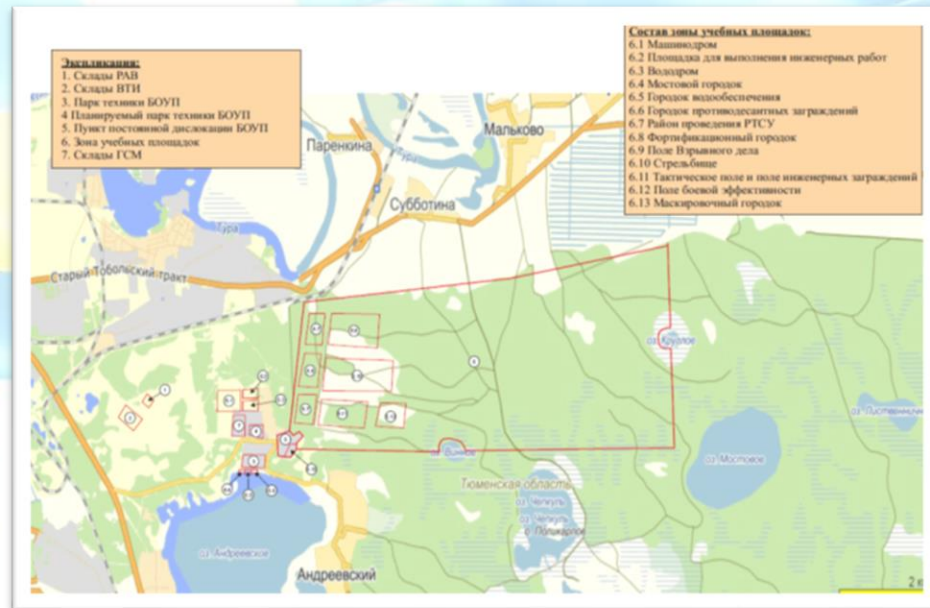 Экспликация:
1. Склады РАВ
2. Склады ВТИ
3. Парк техники БОУП
4 Планируемый парк техники БОУП
5. Пункт постоянной дислокации БОУП
6. Зона учебных площадок
7. Склады ГСМ
Состав зоны учебных площадок:
6.1 Машинодром
6.2 Площадка для выполнения инженерных работ
6.3 Вододром
6.4 Мостовой городок
6.5 Городок водообеспечения
6.6 Городок противодесантных заграждений
6.7 Район проведения РТСУ
6.8 Фортификационный городок
6.9 Поле Взрывного дела
6.10 Стрельбище
6.11 Тактическое поле и поле инженерных заграждений
6.12 Поле боевой эффективности
6.13 Маскировочный городок
Мальково
Паренкина
Тура
Субботина
Тура
Старый Тобольский тракт
оз. Круглое
оз. Мостовое
Тюменская область
оз. Чепкуль
оз. Чепкуль
оз. Андреевское
Андреевский